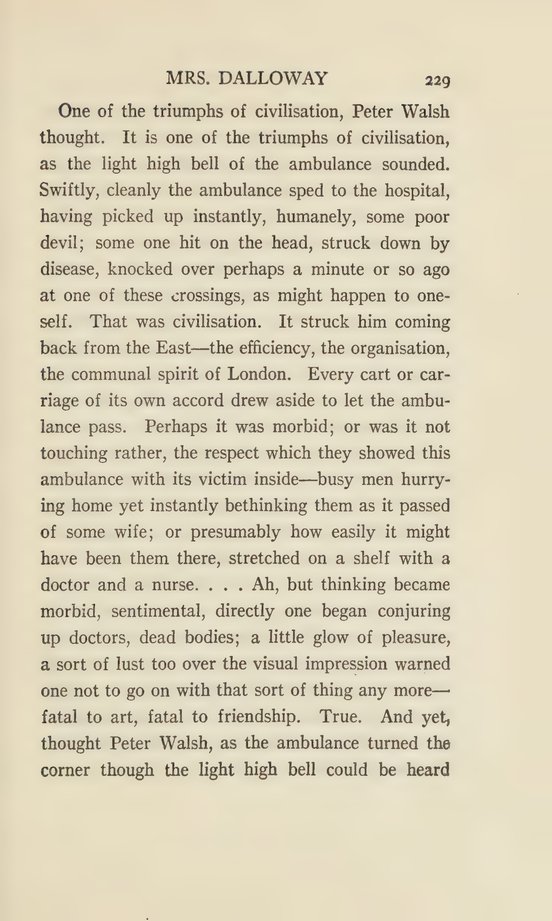 MRS. DALLOWAY 229
One of the triumphs of civilisation, Peter Walsh
thought. It is one of the triumphs of civilisation,
as the light high bell of the ambulance sounded.
Swiftly, cleanly the ambulance sped to the hospital,
having picked up instantly, humanely, some poor
devil; some one hit on the head, struck down by
disease, knocked over perhaps a minute or so ago
at one of these crossings, as might happen to one-
self. That was civilisation. It struck him coming
back from the East—the efficiency, the organisation,
the communal spirit of London. Every cart or car-
riage of its own accord drew aside to let the ambu-
lance pass. Perhaps it was morbid; or was it not
touching rather, the respect which they showed this
ambulance with its victim inside—busy men hurry-
ing home yet instantly bethinking them as it passed
of some wife; or presumably how easily it might
have been them there, stretched on a shelf with a
doctor and a nurse. . . . Ah, but thinking became
morbid, sentimental, directly one began conjuring
up doctors, dead bodies; a little glow of pleasure,
a sort of lust too over the visual impression warned
one not to go on with that sort of thing any more—
fatal to art, fatal to friendship. True. And yet,
thought Peter Walsh, as the ambulance turned the
corner though the light high bell could be heard